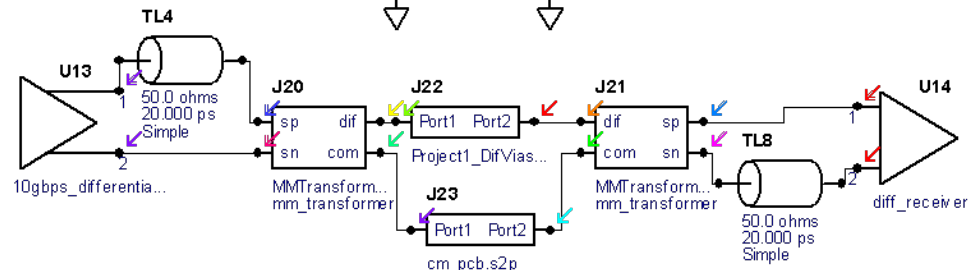 TL4
U13
1
2
10gbps_differentia...
50.0 ohms
20.000 ps
Simple
J20
sp dif
sn com
MMTransform...
mm_transformer
J22
Port1 Port2
Project1_DifVias...
J23
Port1 Port2
cm_pcb.s2p
J21
dif sp
com sn
MMTransform...
mm_transformer
TL8
50.0 ohms
20.000 ps
Simple
U14
1
2
diff_receiver